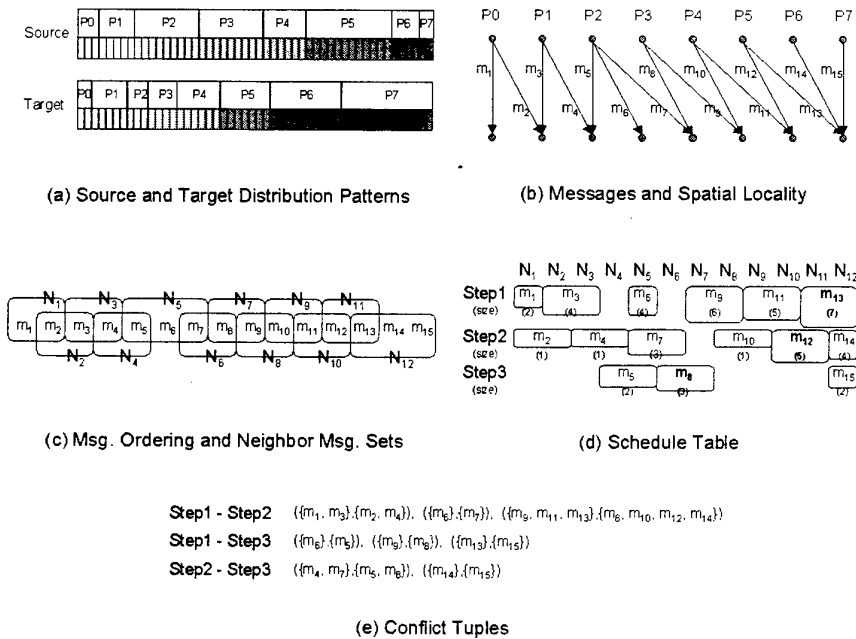 P0 P1 P2 P3 P4 P5 P6 P7
Source
P0 P1 P2 P3 P4 P5 P6 P7
Target
(a) Source and Target Distribution Patterns
P0 P1 P2 P3 P4 P5 P6 P7
m1 m3 m5 m8 m10 m12 m14 m15
m2 m4 m6 m7 m9 m11 m13
(b) Messages and Spatial Locality
N1 N3 N5 N7 N9 N11
m1 m2 m3 m4 m5 m6 m7 m8 m9 m10 m11 m12 m13 m14 m15
N2 N4 N6 N8 N10 N12
(c) Msg. Ordering and Neighbor Msg. Sets
N1 N2 N3 N4 N5 N6 N7 N8 N9 N10 N11 N12
Step1 m1 m3 m6 m9 m11 m13
(size) (2) (4) (4) (6) (5) (7)
Step2 m2 m4 m7 m10 m12 m14
(size) (1) (1) (3) (1) (5) (4)
Step3 m5 m8 m15
(size) (2) (3) (2)
(d) Schedule Table
Step1 - Step2 ({m1, m3},{m2, m4}), ({m6},{m7}), ({m9, m11, m13},{m6, m10, m12, m14})
Step1 - Step3 ({m6},{m5}), ({m9},{m8}), ({m13},{m15})
Step2 - Step3 ({m4, m7},{m5, m8}), ({m14},{m15})
(e) Conflict Tuples